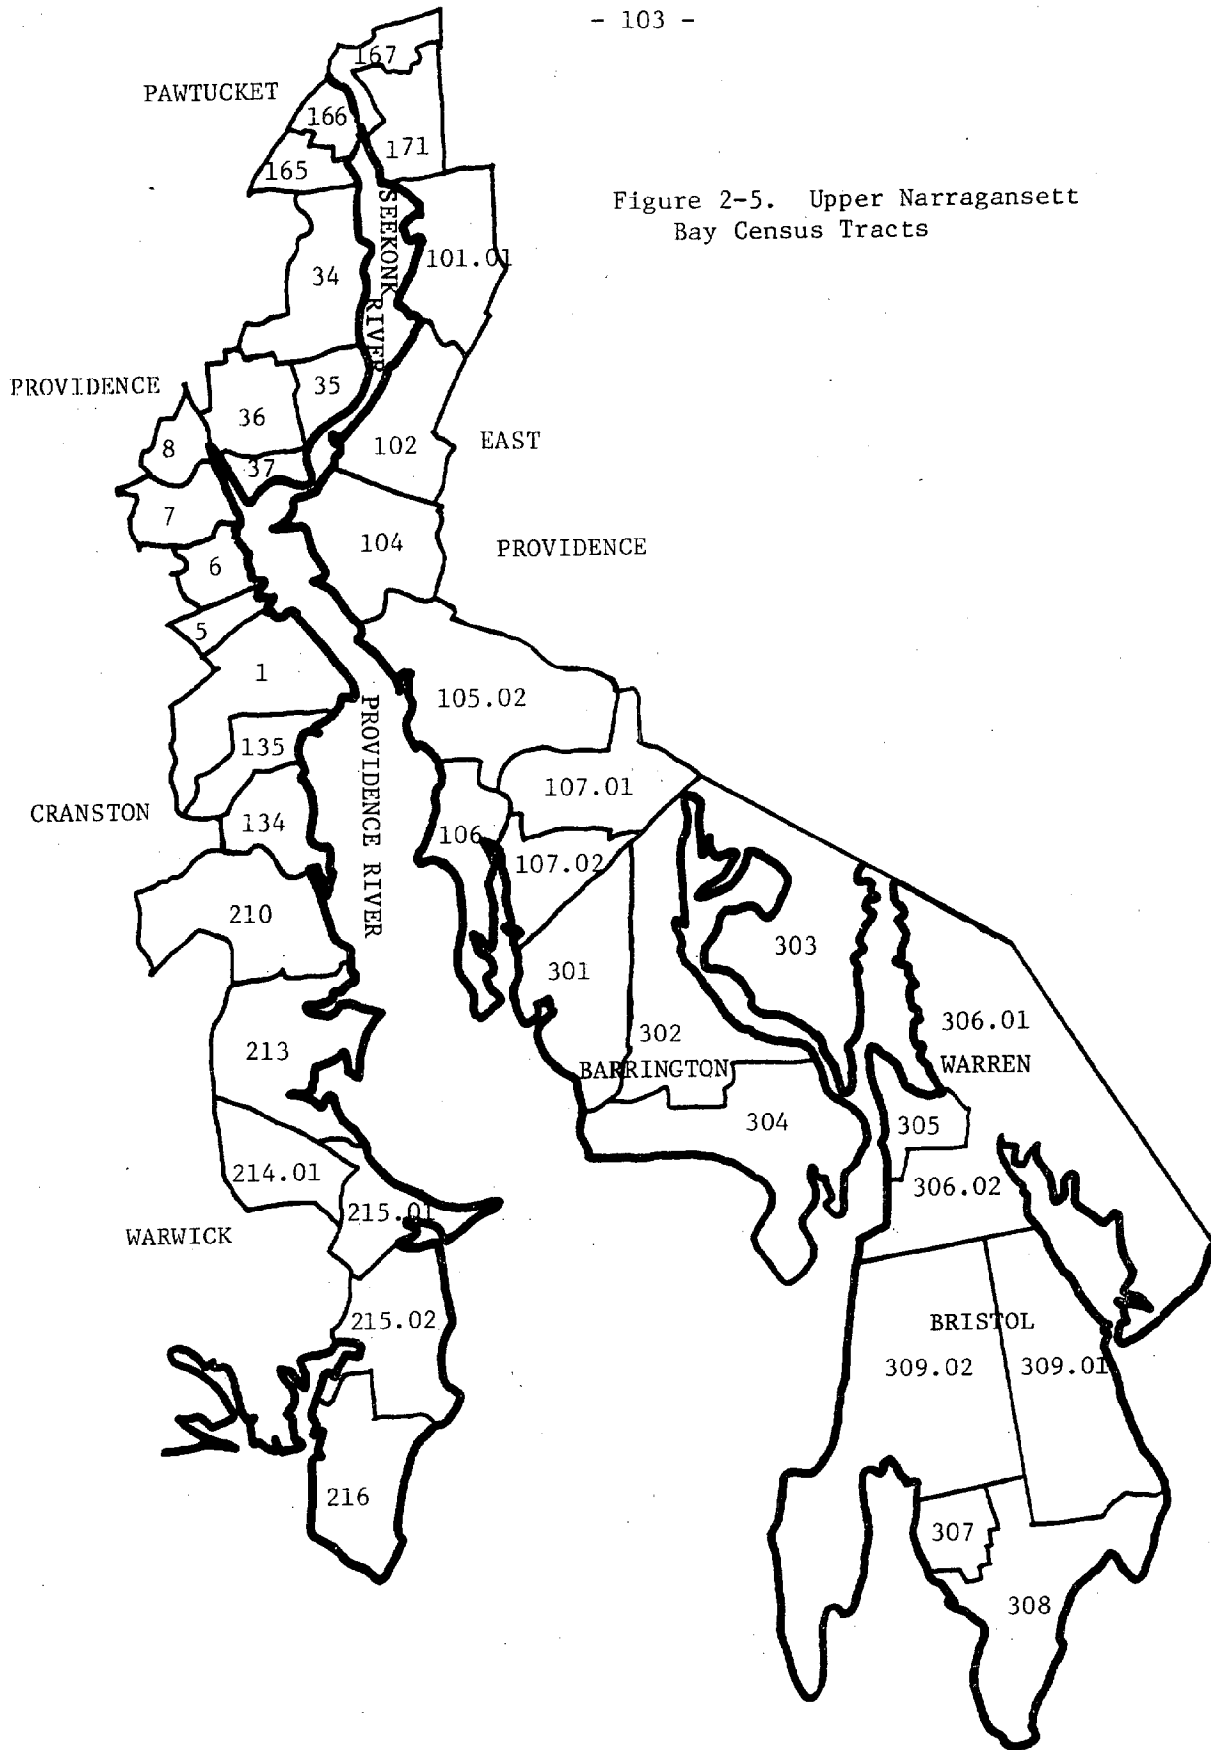 - 103 -
167
PAWTUCKET
166
171
165
Figure 2-5. Upper Narragansett
Bay Census Tracts
SEEKONK RIVER
101.01
34
PROVIDENCE
35
36
8
102
EAST
37
7
104
PROVIDENCE
6
5
1
105.02
PROVIDENCE RIVER
135
107.01
CRANSTON
134
106
107.02
210
303
301
306.01
302
213
BARRINGTON
WARREN
304
305
214.01
306.02
215.01
WARWICK
215.02
BRISTOL
309.02
309.01
216
307
308